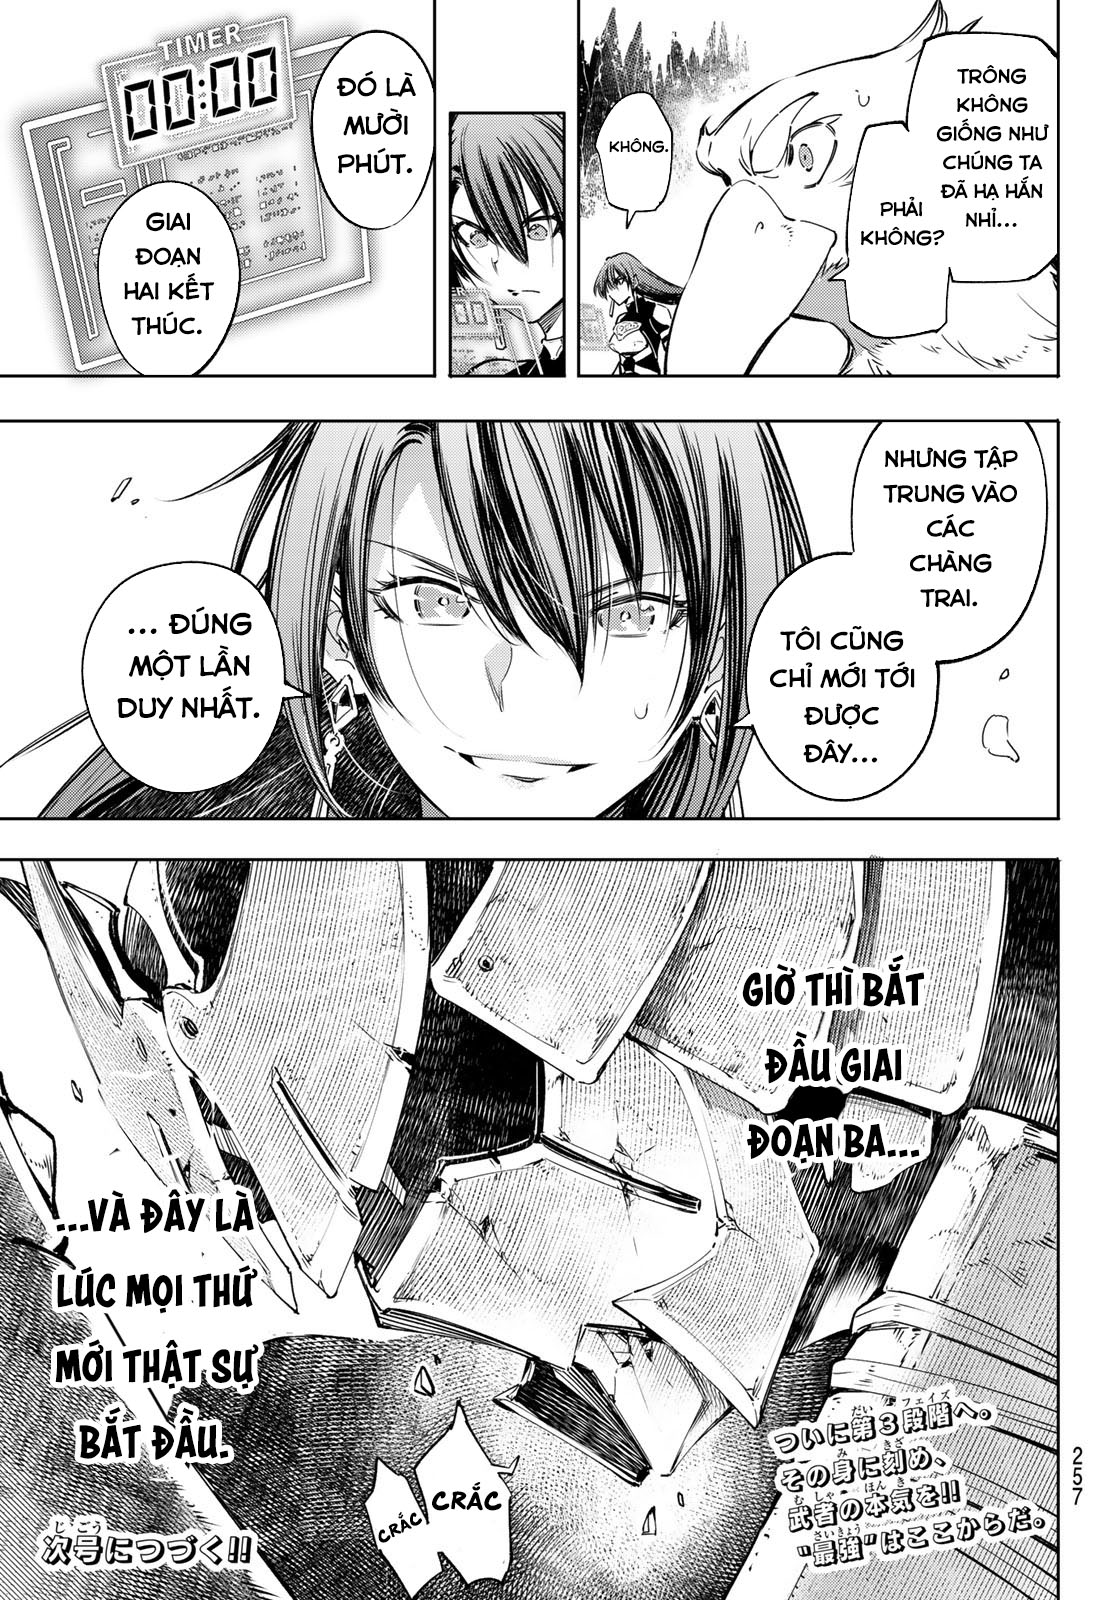 TRÔNG
KHÔNG
GIỐNG NHƯ
CHÚNG TA
ĐÃ HẠ HẮN
NHỈ...
PHẢI
KHÔNG?
KHÔNG.
ĐÓ LÀ
MƯỜI
PHÚT.
TIMER
00:00
GIAI
ĐOẠN
HAI KẾT
THÚC.
NHƯNG TẬP
TRUNG VÀO
CÁC
CHÀNG
TRAI.
TÔI CŨNG
CHỈ MỚI TỚI
ĐƯỢC
ĐÂY...
... ĐÚNG
MỘT LẦN
DUY NHẤT.
GIỜ THÌ BẮT
ĐẦU GIAI
ĐOẠN BA...
...VÀ ĐÂY LÀ
LÚC MỌI THỨ
MỚI THẬT SỰ
BẮT ĐẦU.
CRẮC
CRẮC
ついに第3段階へ。
その身に刻め、
武者の本気を!!
"最強"はここからだ。
次号につづく!!
257